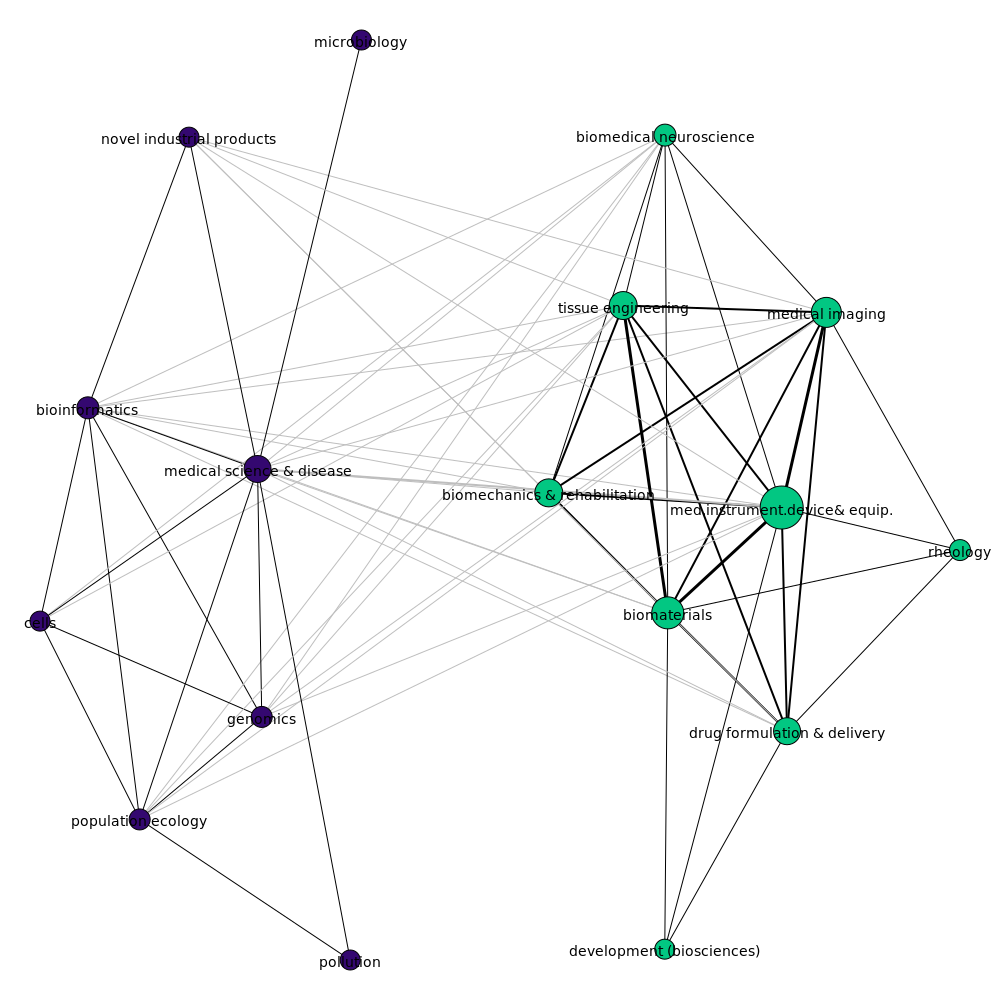 microbiology
novel industrial products
biomedical neuroscience
tissue engineering
medical imaging
bioinformatics
medical science & disease
biomechanics & rehabilitation
med.instrument.device& equip.
rheology
cells
biomaterials
genomics
drug formulation & delivery
population ecology
development (biosciences)
pollution